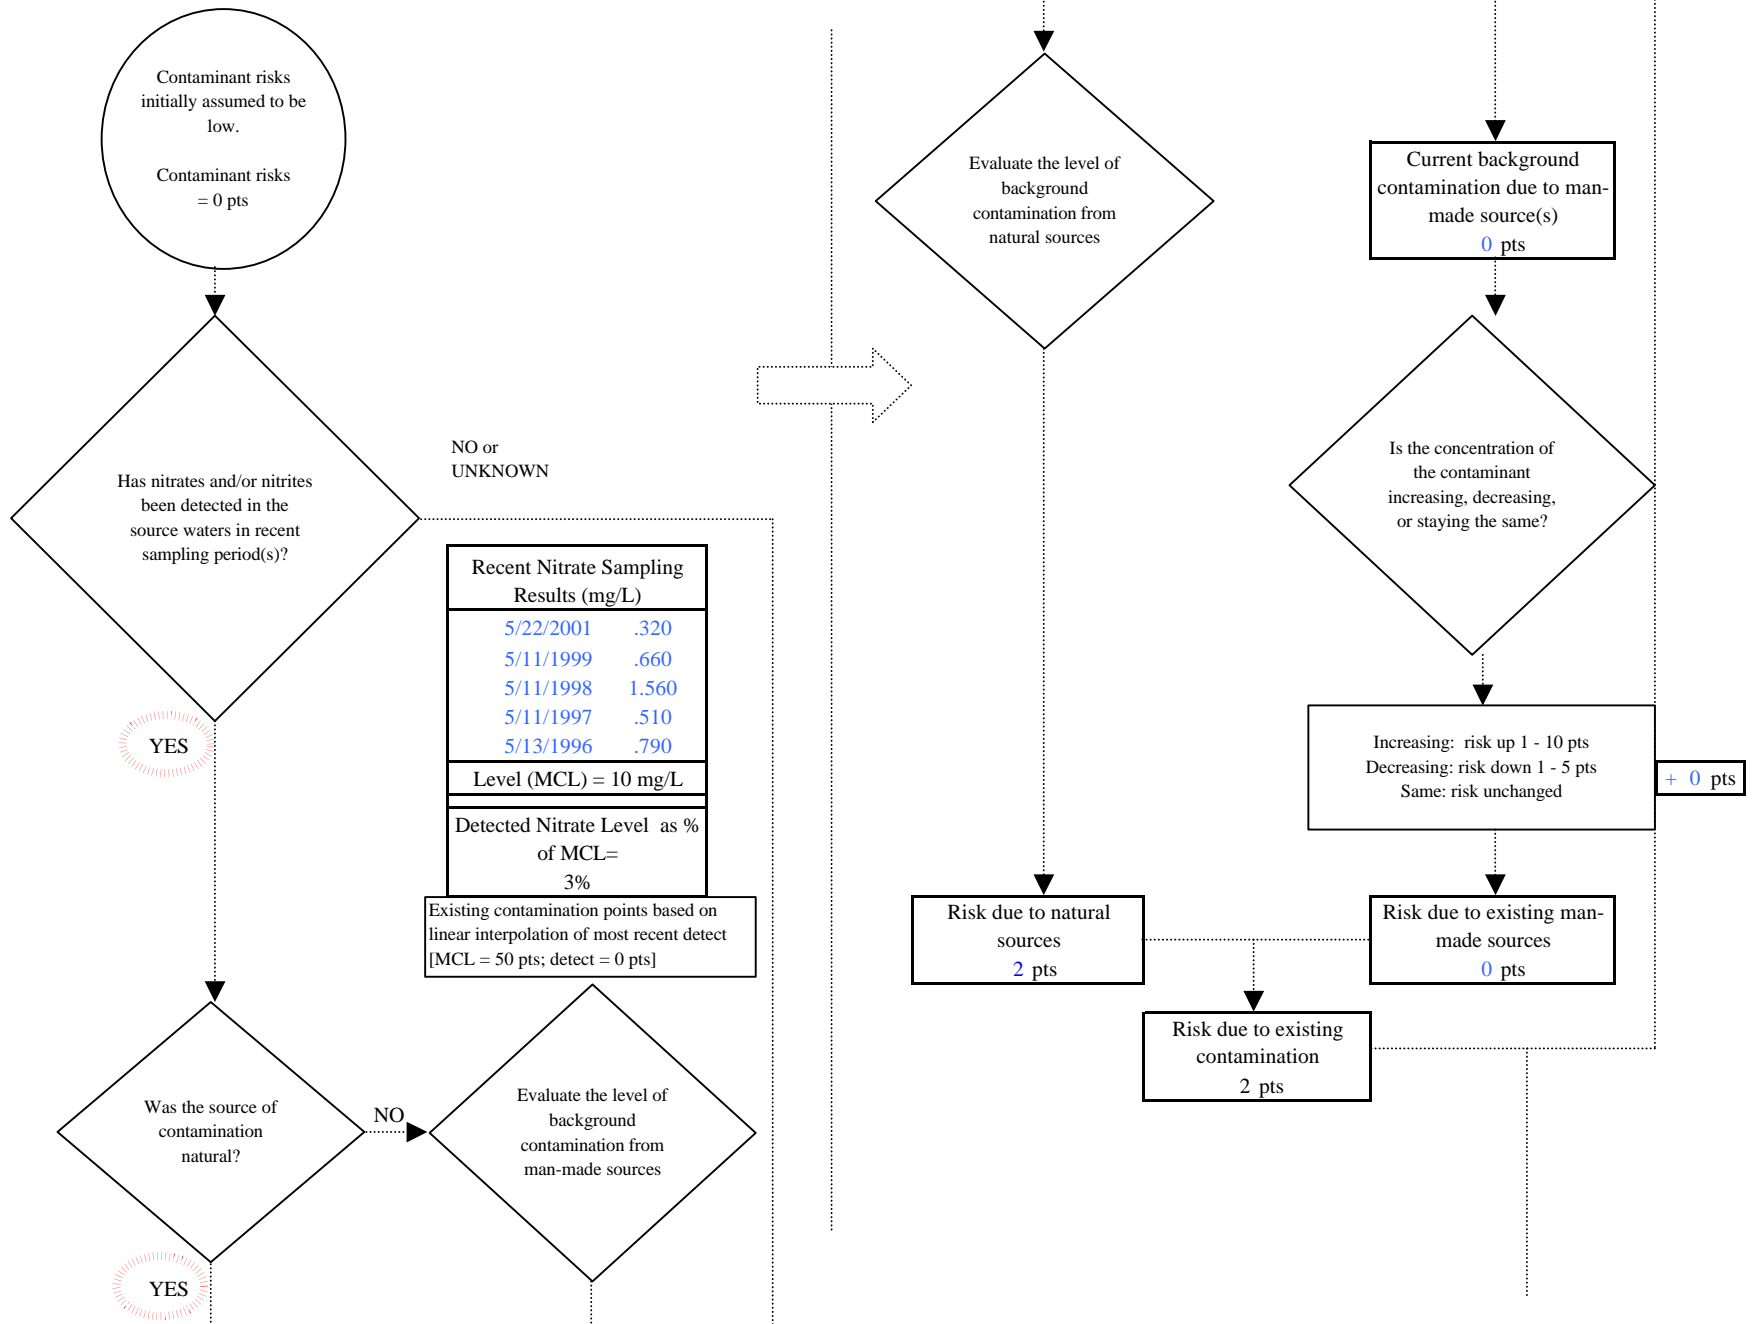 Contaminant risks
initially assumed to be
low.
Contaminant risks
= 0 pts
Has nitrates and/or nitrites
been detected in the
source waters in recent
sampling period(s)?
NO or
UNKNOWN
YES
Recent Nitrate Sampling
Results (mg/L)
5/22/2001 .320
5/11/1999 .660
5/11/1998 1.560
5/11/1997 .510
5/13/1996 .790
Level (MCL) = 10 mg/L
Detected Nitrate Level as %
of MCL=
3%
Existing contamination points based on
linear interpolation of most recent detect
[MCL = 50 pts; detect = 0 pts]
Was the source of
contamination
natural?
NO
YES
Evaluate the level of
background
contamination from
man-made sources
Evaluate the level of
background
contamination from
natural sources
Current background
contamination due to man-
made source(s)
0 pts
Is the concentration of
the contaminant
increasing, decreasing,
or staying the same?
Increasing: risk up 1 - 10 pts
Decreasing: risk down 1 - 5 pts
Same: risk unchanged
+ 0 pts
Risk due to natural
sources
2 pts
Risk due to existing man-
made sources
0 pts
Risk due to existing
contamination
2 pts